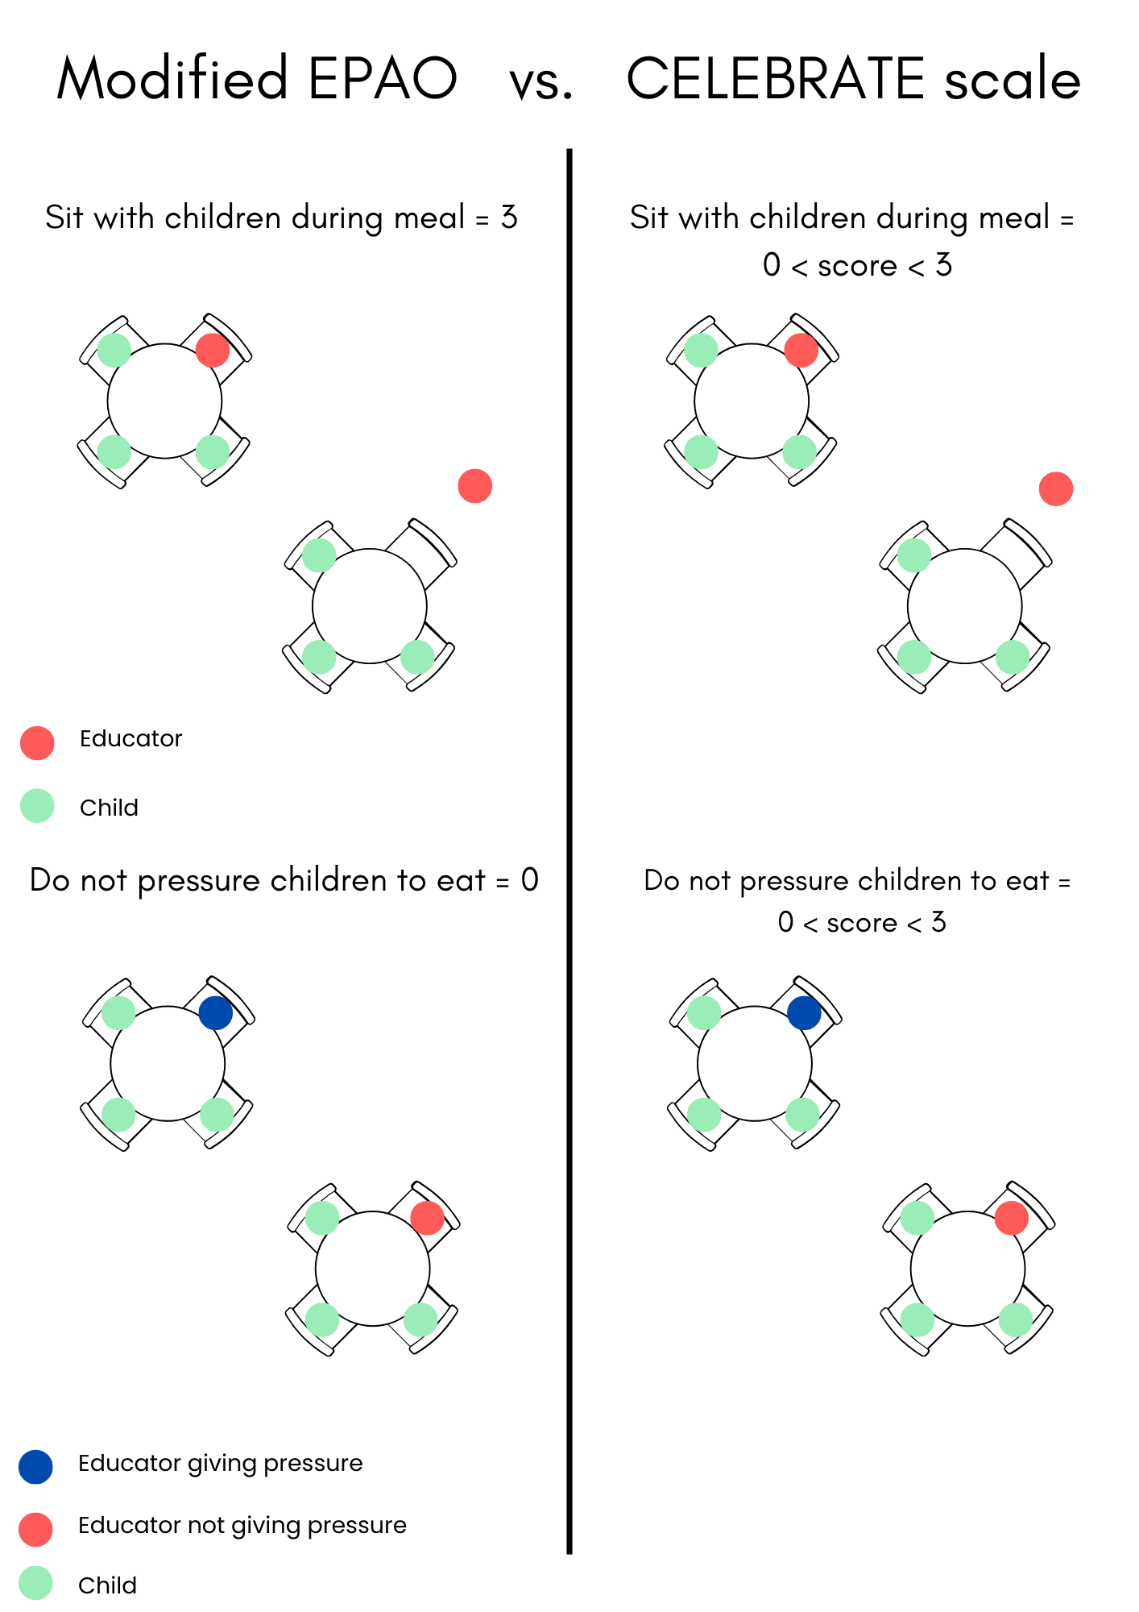 Modified EPAO vs. CELEBRATE scale
Sit with children during meal = 3
Sit with children during meal =
0 < score < 3
Educator
Child
Do not pressure children to eat = 0
Do not pressure children to eat =
0 < score < 3
Educator giving pressure
Educator not giving pressure
Child